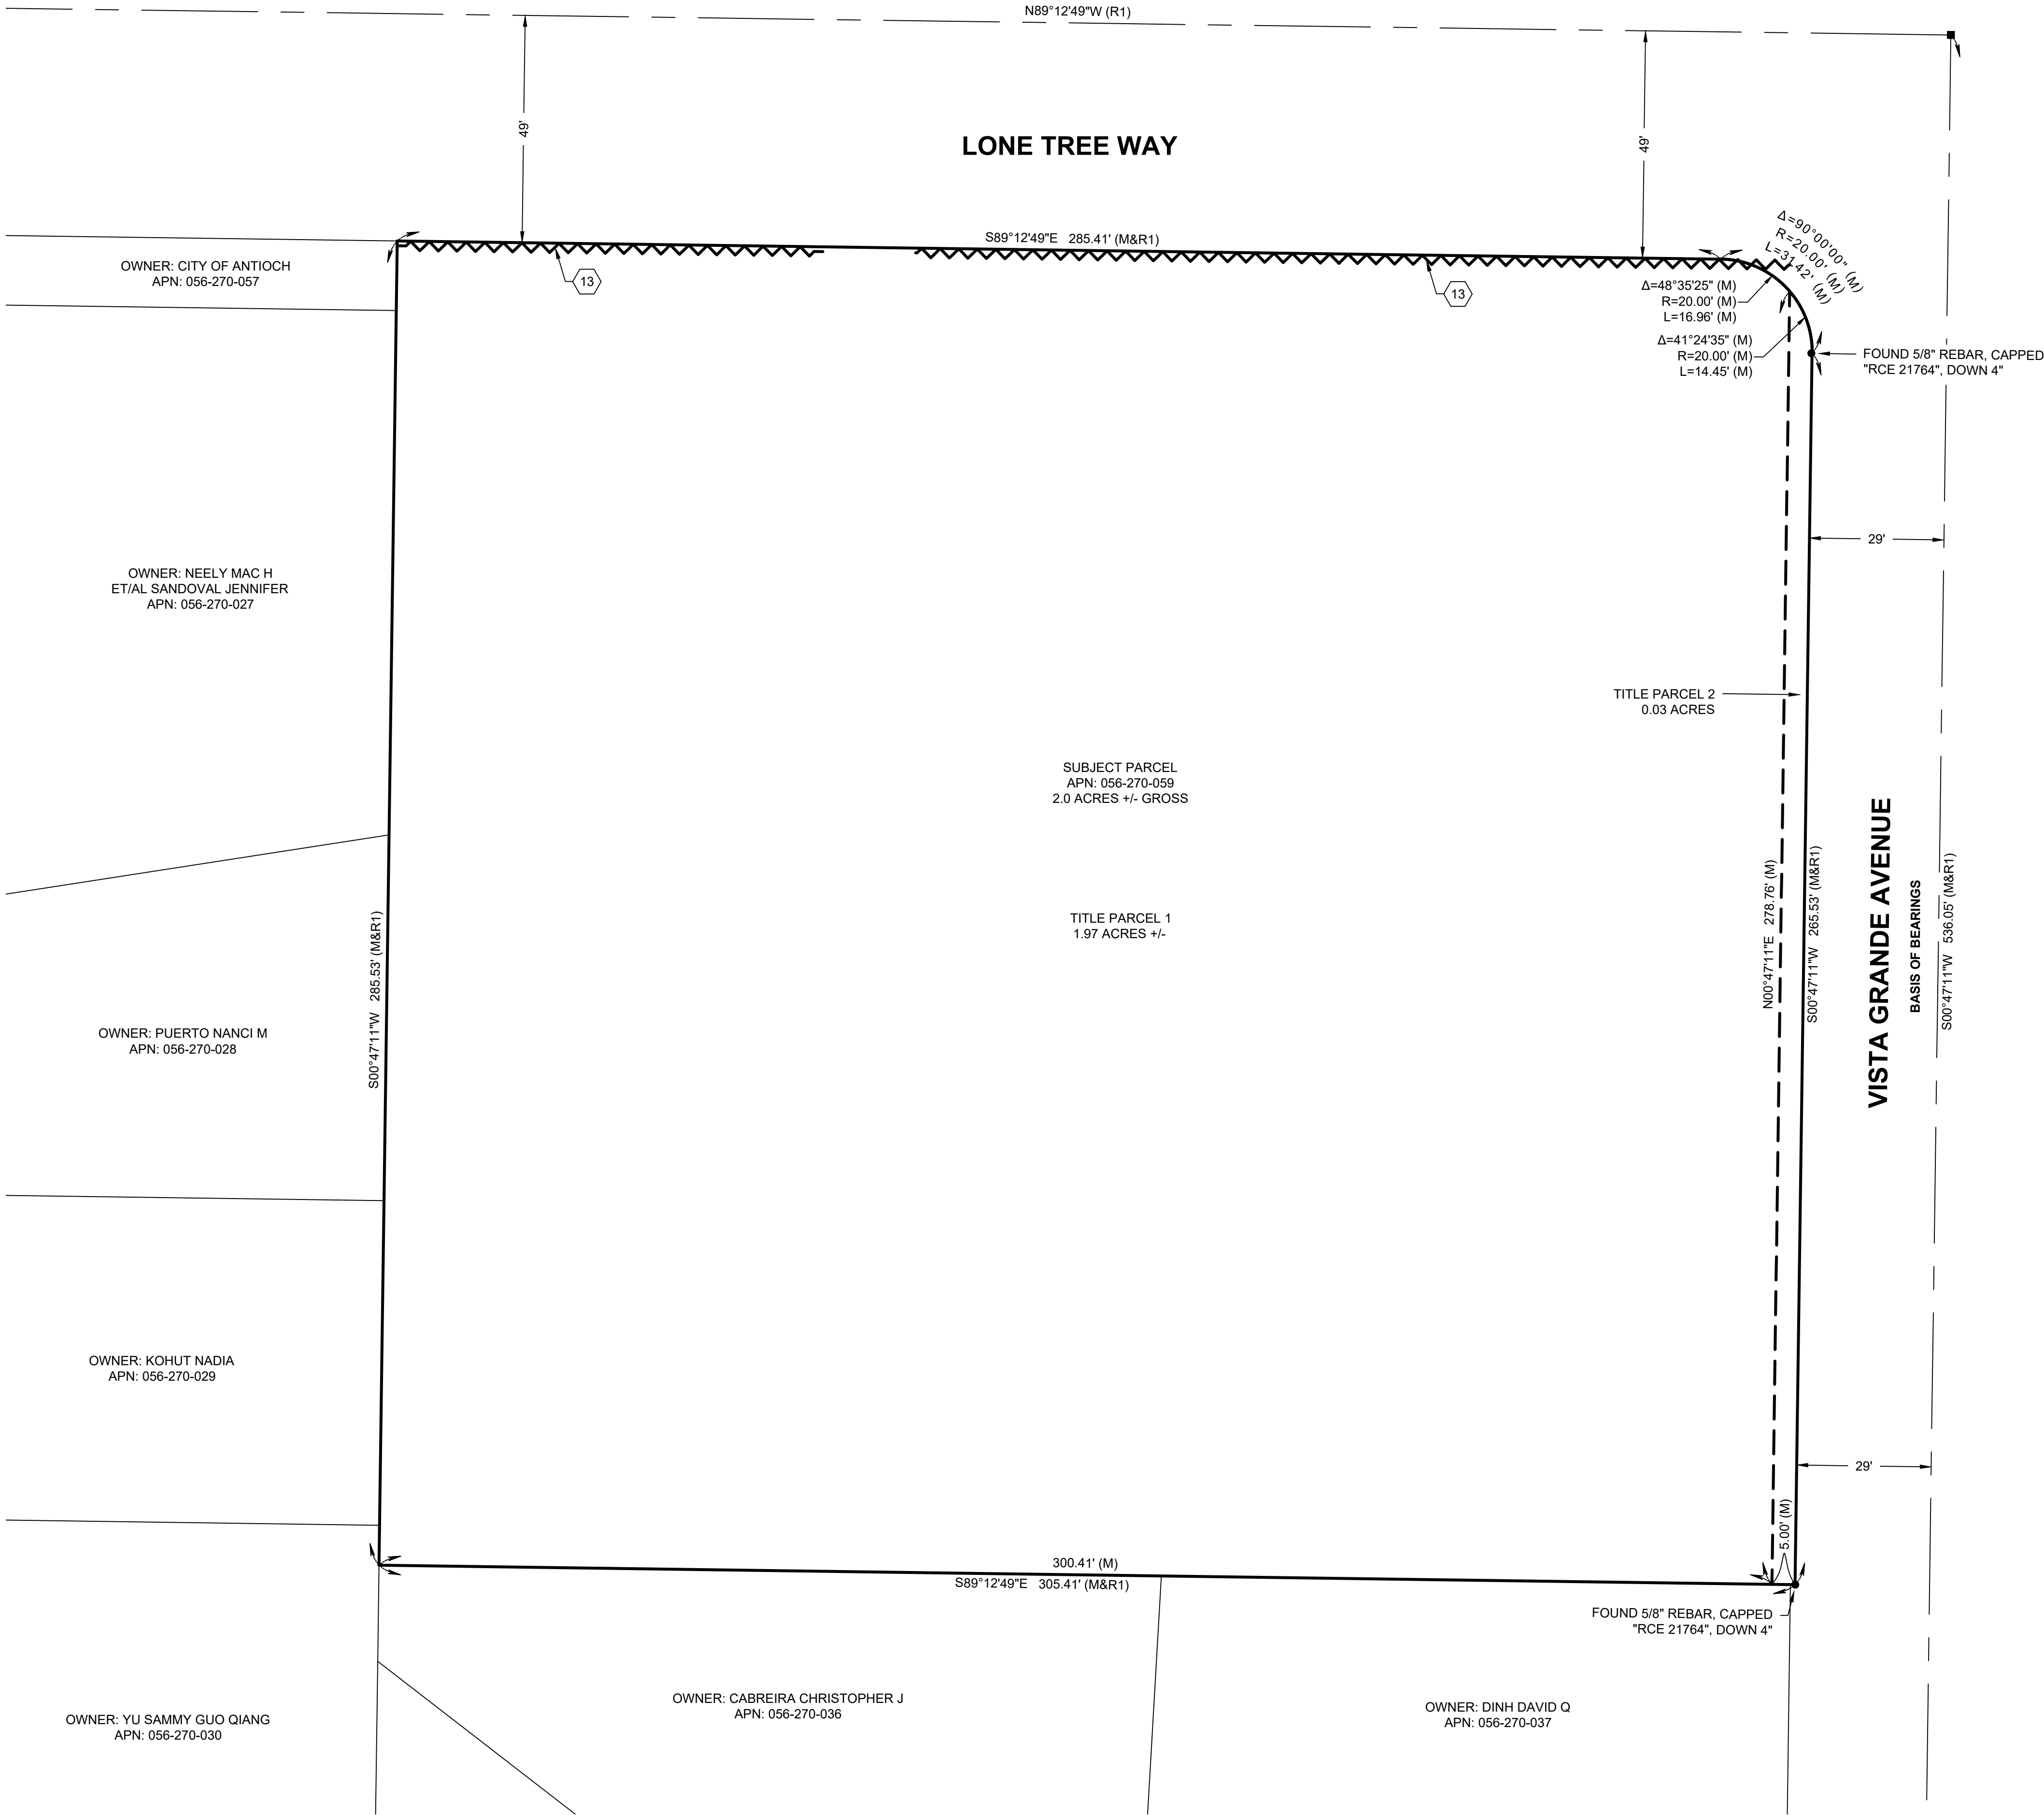 N89°12'49"W (R1)
49'
LONE TREE WAY
49'
S89°12'49"E 285.41' (M&R1)
OWNER: CITY OF ANTIOCH
APN: 056-270-057
13
13
Δ=90°00'00" (M)
R=20.00' (M)
L=31.42' (M)
Δ=48°35'25" (M)
R=20.00' (M)
L=16.96' (M)
Δ=41°24'35" (M)
R=20.00' (M)
L=14.45' (M)
FOUND 5/8" REBAR, CAPPED
"RCE 21764", DOWN 4"
29'
OWNER: NEELY MAC H
ET/AL SANDOVAL JENNIFER
APN: 056-270-027
TITLE PARCEL 2
0.03 ACRES
SUBJECT PARCEL
APN: 056-270-059
2.0 ACRES +/- GROSS
TITLE PARCEL 1
1.97 ACRES +/-
S00°47'11"W 285.53' (M&R1)
N00°47'11"E 278.76' (M)
S00°47'11"W 265.53' (M&R1)
VISTA GRANDE AVENUE
BASIS OF BEARINGS
S00°47'11"W 536.05' (M&R1)
OWNER: PUERTO NANCI M
APN: 056-270-028
OWNER: KOHUT NADIA
APN: 056-270-029
29'
5.00' (M)
300.41' (M)
S89°12'49"E 305.41' (M&R1)
FOUND 5/8" REBAR, CAPPED
"RCE 21764", DOWN 4"
OWNER: YU SAMMY GUO QIANG
APN: 056-270-030
OWNER: CABREIRA CHRISTOPHER J
APN: 056-270-036
OWNER: DINH DAVID Q
APN: 056-270-037